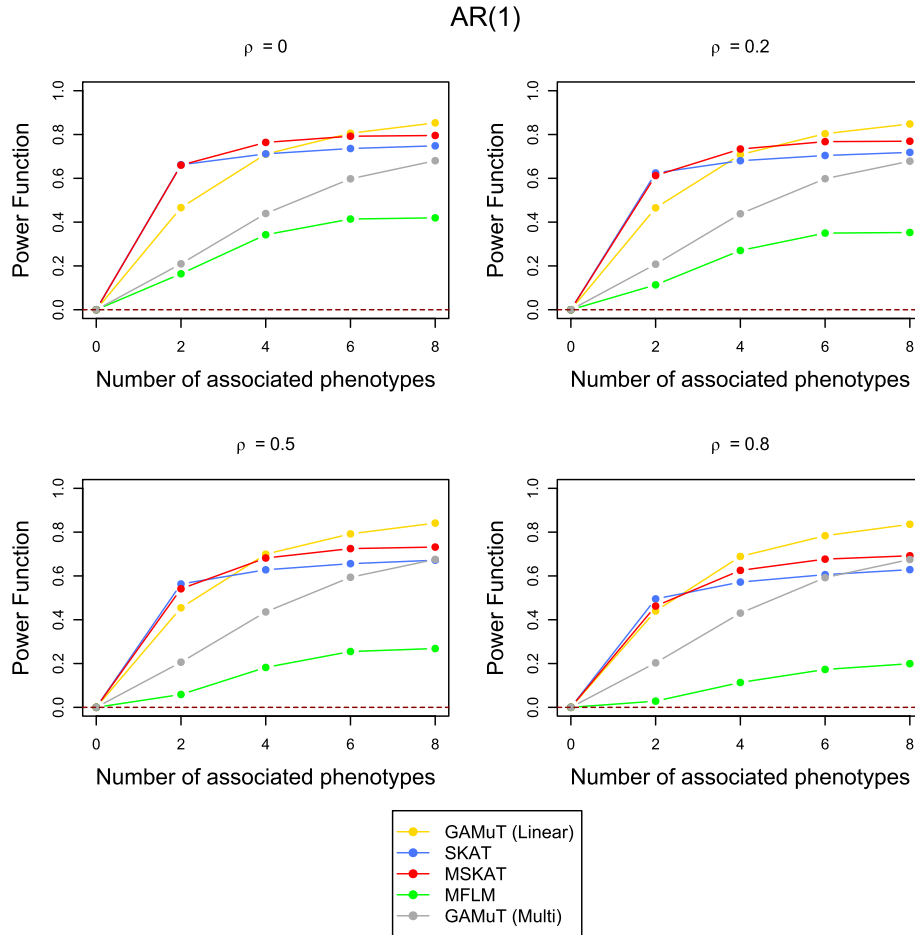 AR(1)
ρ = 0
ρ = 0.2
Power Function
0.0 0.2 0.4 0.6 0.8 1.0
0 2 4 6 8
Number of associated phenotypes
Power Function
0.0 0.2 0.4 0.6 0.8 1.0
0 2 4 6 8
Number of associated phenotypes
ρ = 0.5
ρ = 0.8
Power Function
0.0 0.2 0.4 0.6 0.8 1.0
0 2 4 6 8
Number of associated phenotypes
Power Function
0.0 0.2 0.4 0.6 0.8 1.0
0 2 4 6 8
Number of associated phenotypes
GAMuT (Linear)
SKAT
MSKAT
MFLM
GAMuT (Multi)